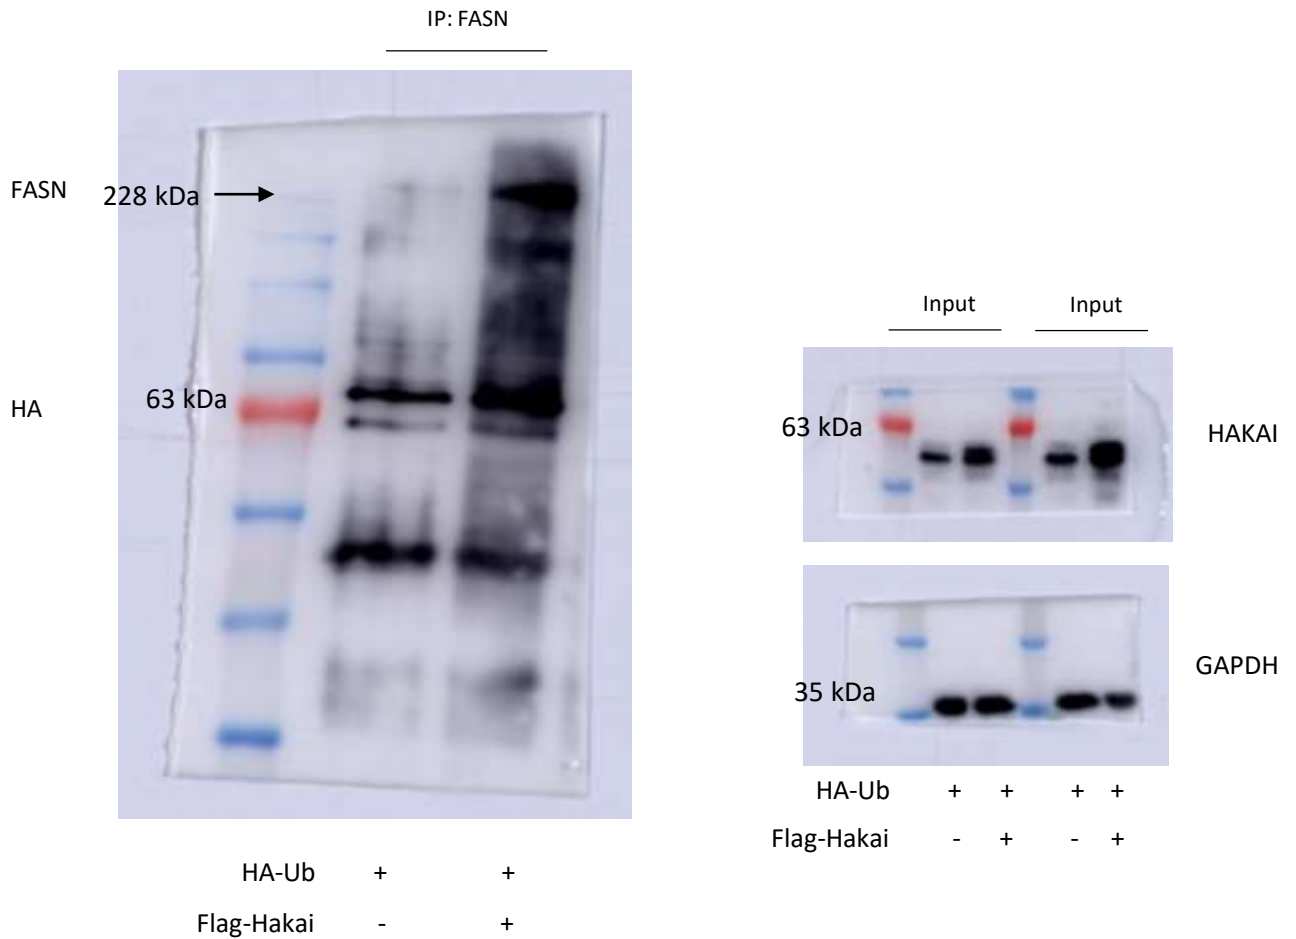 IP: FASN
FASN
228 kDa
HA
63 kDa
HA-Ub + +
Flag-Hakai - +
Input Input
63 kDa
HAKAI
GAPDH
35 kDa
HA-Ub + + + +
Flag-Hakai - + - +